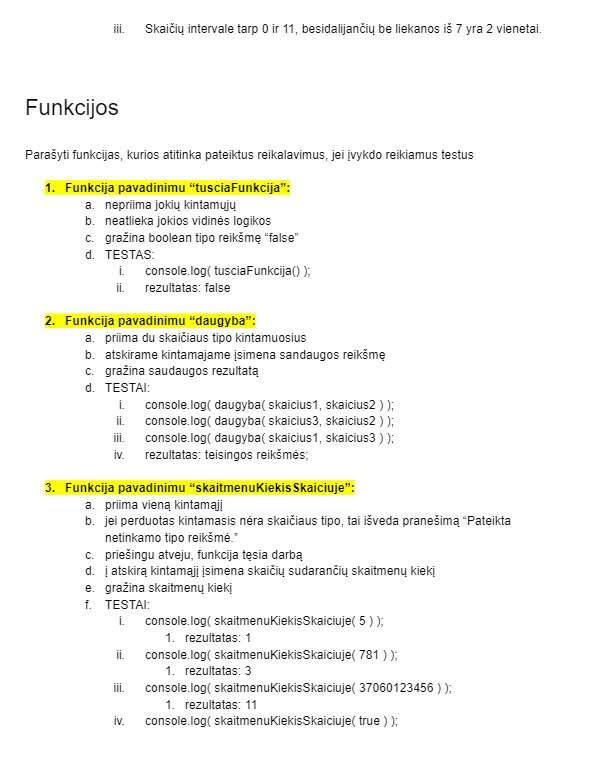 iii. Skaičių intervale tarp 0 ir 11, besidalijančių be liekanos iš 7 yra 2 vienetai.
Funkcijos
Parašyti funkcijas, kurios atitinka pateiktus reikalavimus, jei įvykdo reikiamus testus
1. Funkcija pavadinimu “tusciaFunkcija”:
a. nepriima jokių kintamųjų
b. neatlieka jokios vidinės logikos
c. gražina boolean tipo reikšmę “false”
d. TESTAS:
i. console.log( tusciaFunkcija() );
ii. rezultatas: false
2. Funkcija pavadinimu “daugyba”:
a. priima du skaičiaus tipo kintamuosius
b. atskirame kintamajame įsimena sandaugos reikšmę
c. gražina saudaugos rezultatą
d. TESTAI:
i. console.log( daugyba( skaicius1, skaicius2 ) );
ii. console.log( daugyba( skaicius3, skaicius2 ) );
iii. console.log( daugyba( skaicius1, skaicius3 ) );
iv. rezultatas: teisingos reikšmės;
3. Funkcija pavadinimu “skaitmenuKiekisSkaiciuje”:
a. priima vieną kintamąjį
b. jei perduotas kintamasis nėra skaičiaus tipo, tai išveda pranešimą “Pateikta
netinkamo tipo reikšmė.”
c. priešingu atveju, funkcija tęsia darbą
d. į atskirą kintamąjį įsimena skaičių sudarančių skaitmenų kiekį
e. gražina skaitmenų kiekį
f. TESTAI:
i. console.log( skaitmenuKiekisSkaiciuje( 5 ) );
1. rezultatas: 1
ii. console.log( skaitmenuKiekisSkaiciuje( 781 ) );
1. rezultatas: 3
iii. console.log( skaitmenuKiekisSkaiciuje( 37060123456 ) );
1. rezultatas: 11
iv. console.log( skaitmenuKiekisSkaiciuje( true ) );